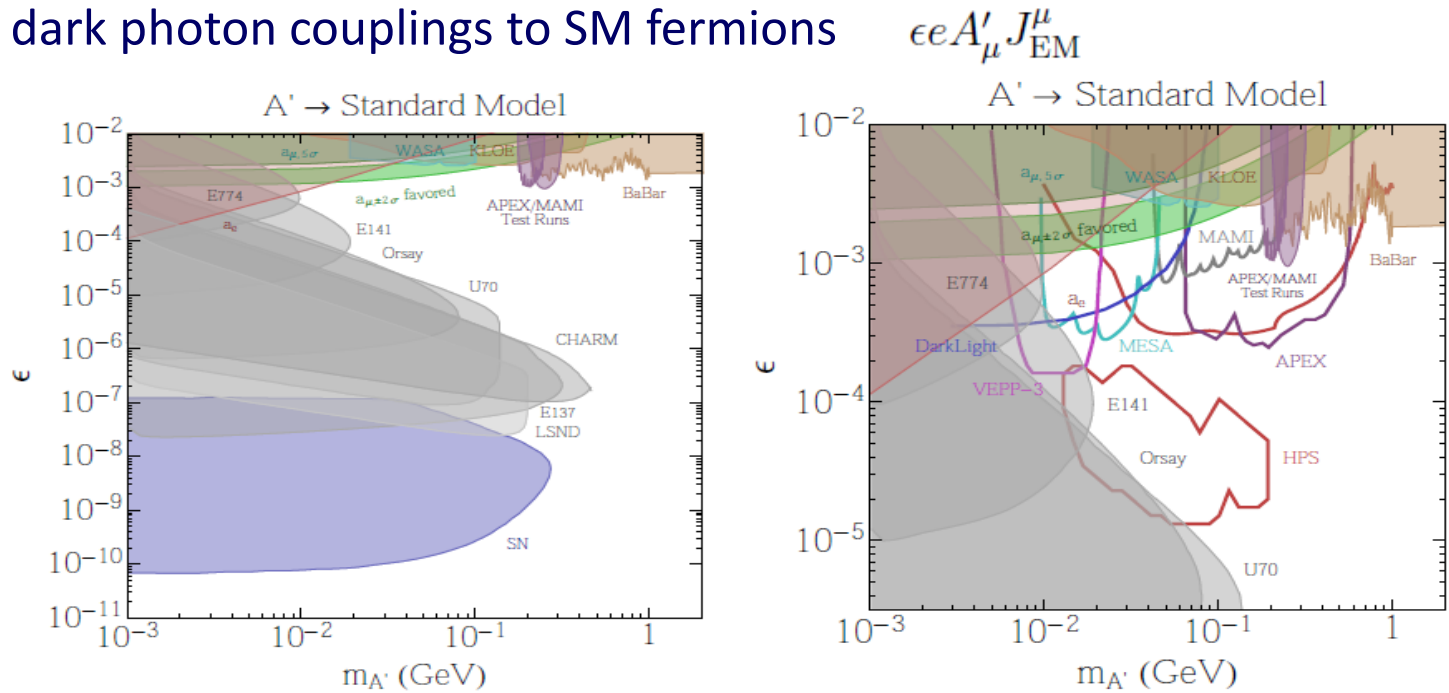 dark photon couplings to SM fermions ϵeA′μJ^μ_EM
A' → Standard Model
10^-2
10^-3
10^-4
10^-5
10^-6
10^-7
10^-8
10^-9
10^-10
10^-11
ϵ
aμ,5σ
WASA
KLOE
aμ,±2σ favored
APEX/MAMI
Test Runs
BaBar
E774
ae
E141
Orsay
U70
CHARM
E137
LSND
SN
10^-3
10^-2
10^-1
1
mA' (GeV)
A' → Standard Model
10^-2
10^-3
10^-4
10^-5
ϵ
aμ,5σ
WASA
KLOE
aμ,±2σ favored
MAMI
APEX/MAMI
Test Runs
BaBar
E774
ae
DarkLight
MESA
APEX
VEPP-3
E141
Orsay
HPS
U70
10^-3
10^-2
10^-1
1
mA' (GeV)